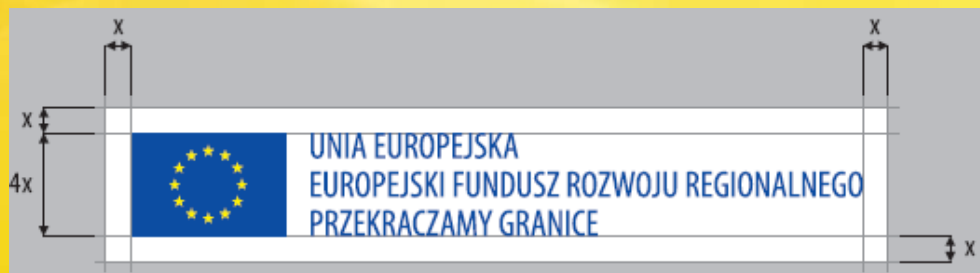 x x
x
UNIA EUROPEJSKA
4x
EUROPEJSKI FUNDUSZ ROZWOJU REGIONALNEGO
PRZEKRACZAMY GRANICE
x